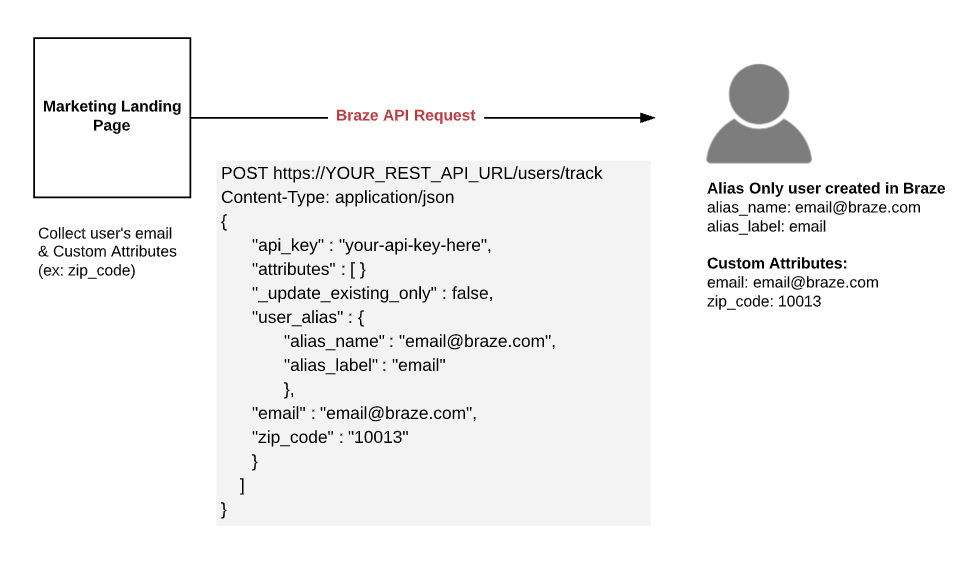 Marketing Landing
Page
Braze API Request
Collect user's email
& Custom Attributes
(ex: zip_code)
POST https://YOUR_REST_API_URL/users/track
Content-Type: application/json
{
"api_key" : "your-api-key-here",
"attributes" : [ }
"_update_existing_only" : false,
"user_alias" : {
"alias_name" : "email@braze.com",
"alias_label" : "email"
},
"email" : "email@braze.com",
"zip_code" : "10013"
}
]
}
Alias Only user created in Braze
alias_name: email@braze.com
alias_label: email
Custom Attributes:
email: email@braze.com
zip_code: 10013